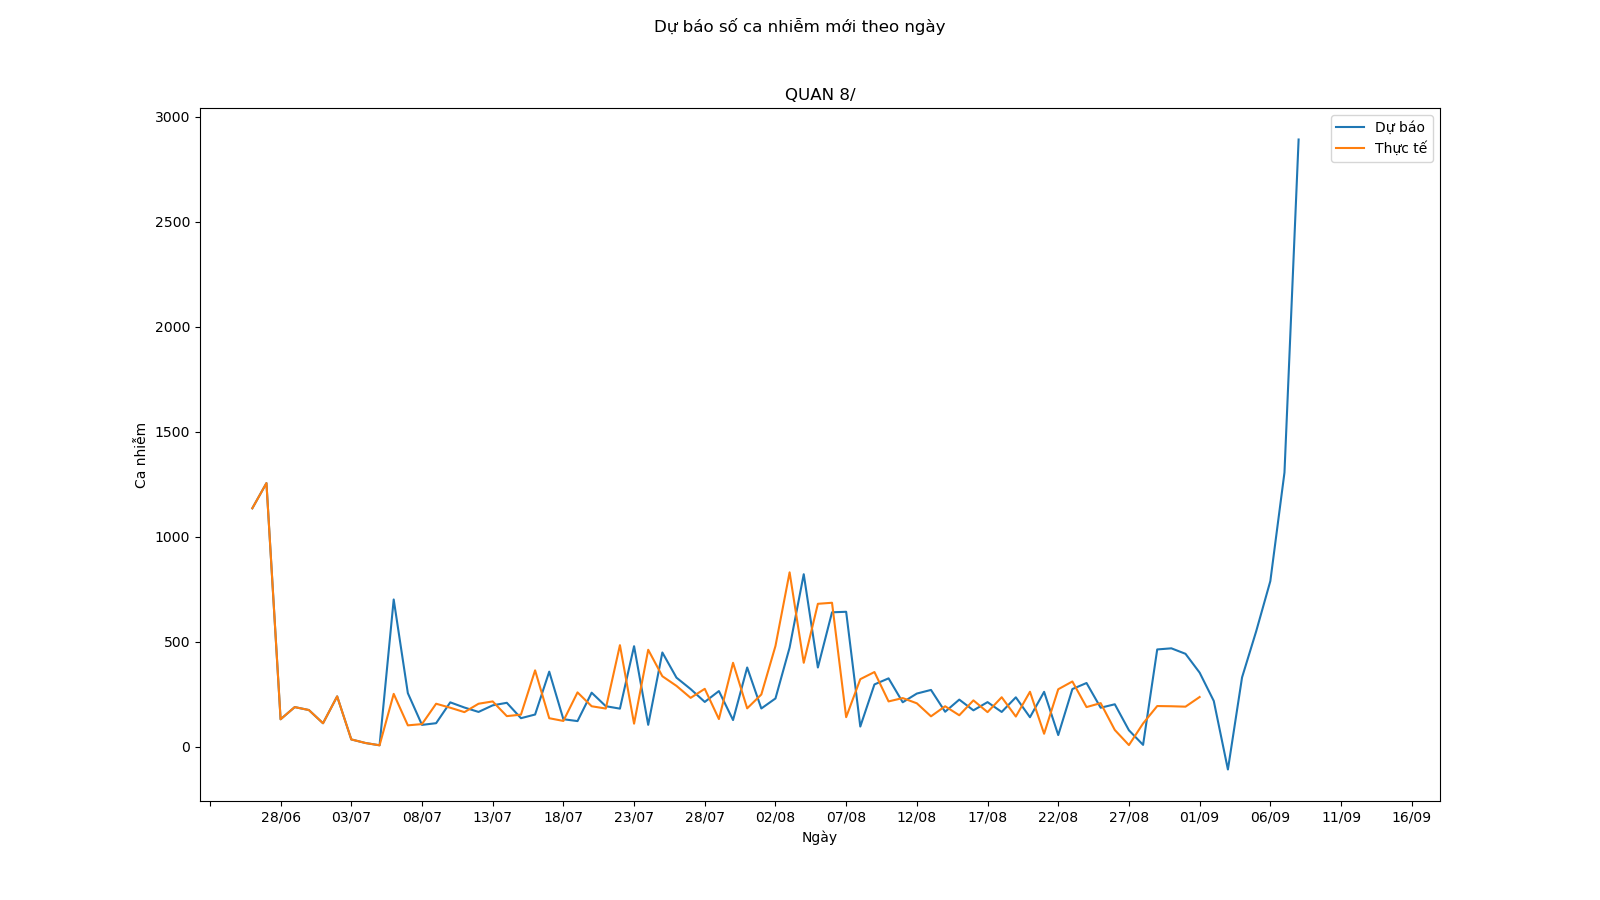 Dự báo số ca nhiễm mới theo ngày
QUAN 8/
3000
2500
2000
1500
1000
500
0
Ca nhiễm
Dự báo
Thực tế
28/06 03/07 08/07 13/07 18/07 23/07 28/07 02/08 07/08 12/08 17/08 22/08 27/08 01/09 06/09 11/09 16/09
Ngày